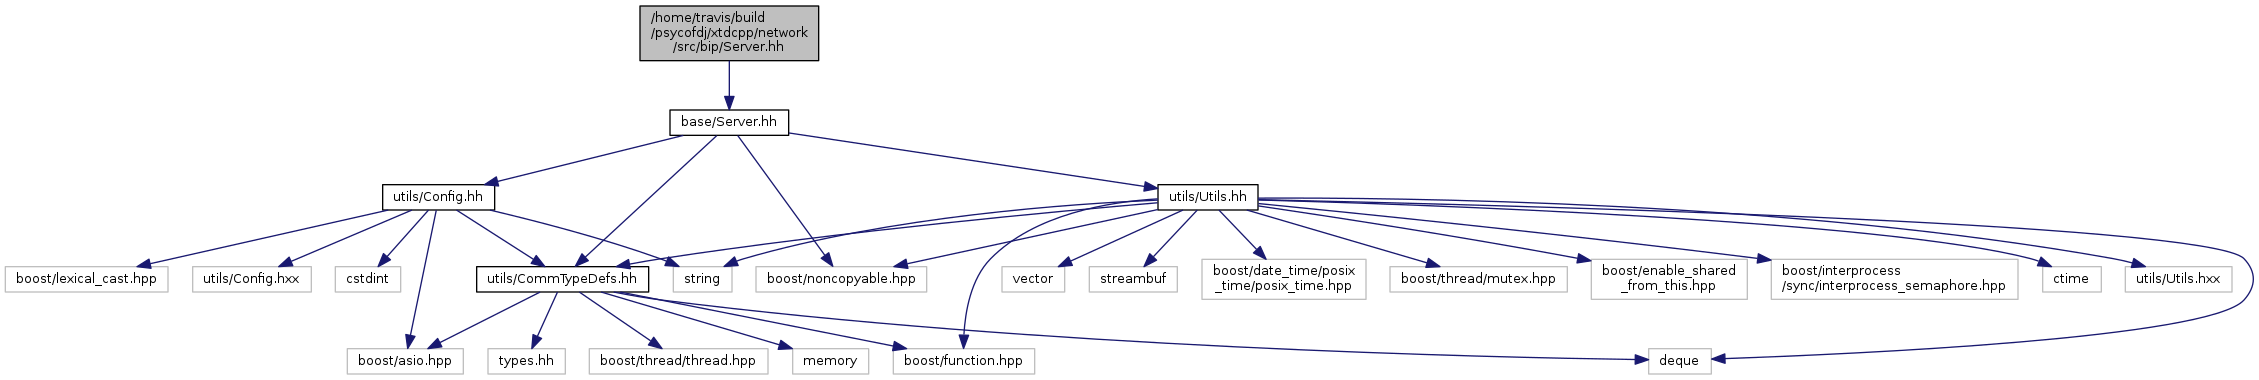 /home/travis/build
/psycofdj/xtdcpp/network
/src/bip/Server.hh
base/Server.hh
utils/Config.hh
utils/Utils.hh
boost/lexical_cast.hpp
utils/Config.hxx
cstdint
utils/CommTypeDefs.hh
string
boost/noncopyable.hpp
vector
streambuf
boost/date_time/posix
_time/posix_time.hpp
boost/thread/mutex.hpp
boost/enable_shared
_from_this.hpp
boost/interprocess
/sync/interprocess_semaphore.hpp
ctime
utils/Utils.hxx
boost/asio.hpp
types.hh
boost/thread/thread.hpp
memory
boost/function.hpp
deque